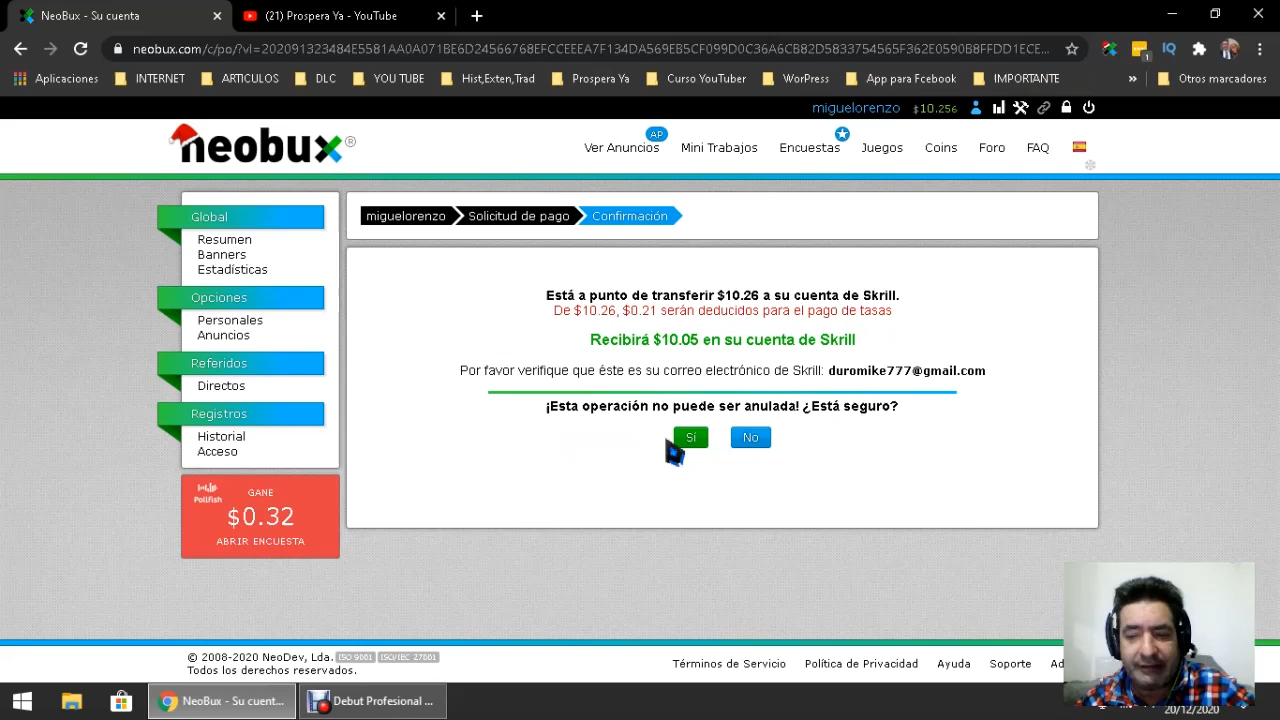 NeoBux - Su cuenta
(21) Prospera Ya - YouTube
neobux.com/c/po/?vl=
Aplicaciones INTERNET ARTICULOS DLC YOU TUBE Hist,Exten,Trad Prospera Ya Curso YouTuber WorPress App para Fcebook IMPORTANTE » Otros marcadores
miguelorenzo $10.256
neobux®
AP
Ver Anuncios Mini Trabajos Encuestas Juegos Coins Foro FAQ
Global
Resumen
Banners
Estadísticas
Opciones
Personales
Anuncios
Referidos
Directos
Registros
Historial
Acceso
Pollfish
GANE
$0.32
ABRIR ENCUESTA
miguelorenzo Solicitud de pago Confirmación
Está a punto de transferir $10.26 a su cuenta de Skrill.
De $10.26, $0.21 serán deducidos para el pago de tasas
Recibirá $10.05 en su cuenta de Skrill
Por favor verifique que éste es su correo electrónico de Skrill: duromike777@gmail.com
¡Esta operación no puede ser anulada! ¿Está seguro?
Sí No
© 2008-2020 NeoDev, Lda. ISO 9001 ISO/IEC 27001
Todos los derechos reservados.
Términos de Servicio Política de Privacidad Ayuda Soporte Ad
NeoBux - Su cuent...
Debut Profesional ...
20/12/2020